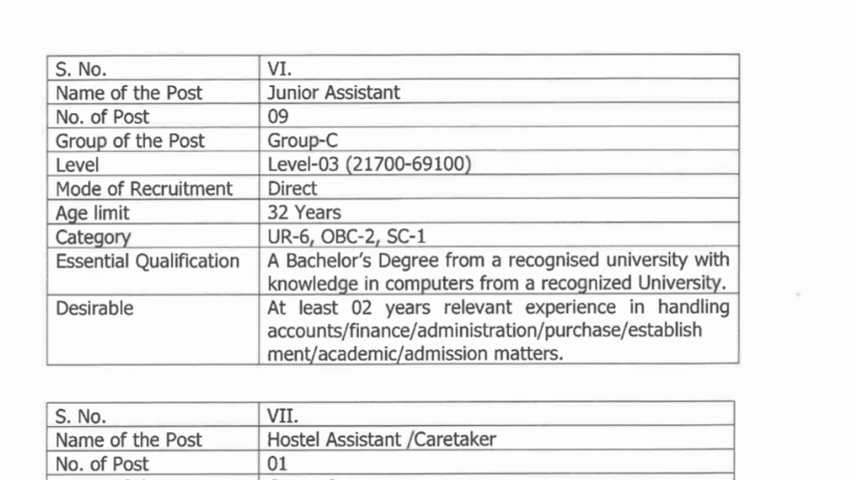 S. No. VI.
Name of the Post Junior Assistant
No. of Post 09
Group of the Post Group-C
Level Level-03 (21700-69100)
Mode of Recruitment Direct
Age limit 32 Years
Category UR-6, OBC-2, SC-1
Essential Qualification A Bachelor's Degree from a recognised university with
knowledge in computers from a recognized University.
Desirable At least 02 years relevant experience in handling
accounts/finance/administration/purchase/establish
ment/academic/admission matters.
S. No. VII.
Name of the Post Hostel Assistant /Caretaker
No. of Post 01